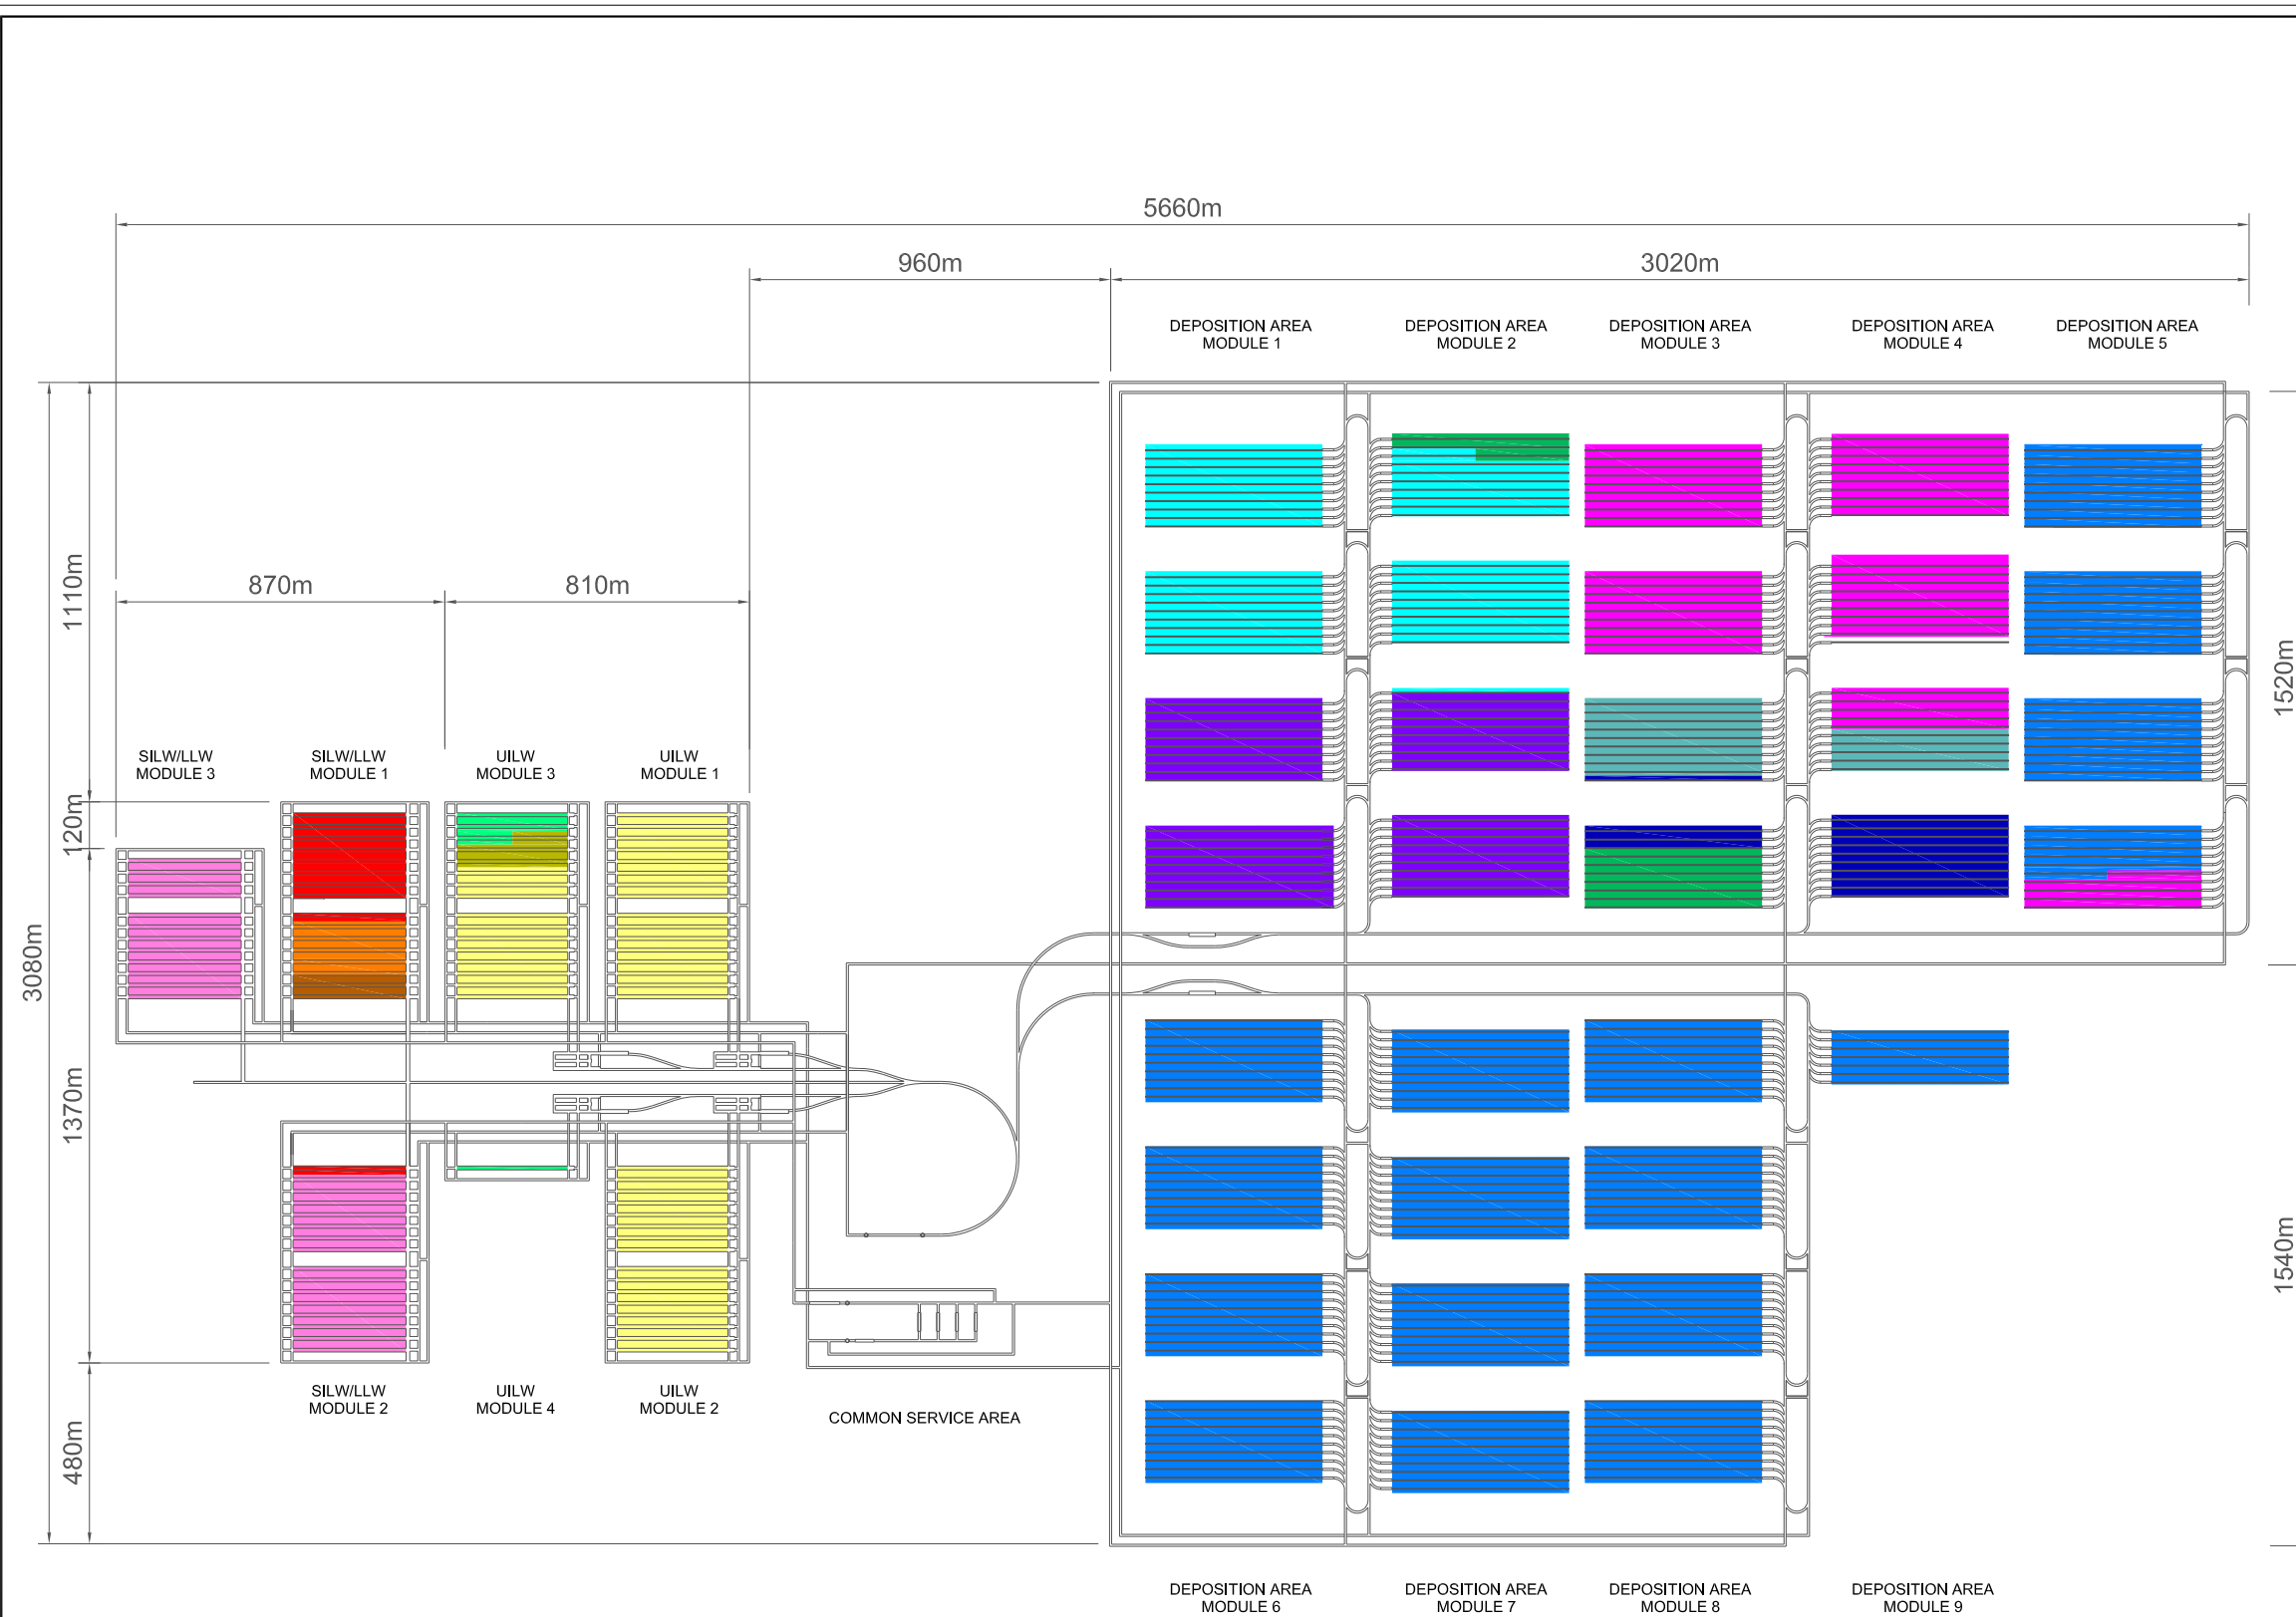 5660m
960m
3020m
DEPOSITION AREA
MODULE 1
DEPOSITION AREA
MODULE 2
DEPOSITION AREA
MODULE 3
DEPOSITION AREA
MODULE 4
DEPOSITION AREA
MODULE 5
870m
810m
1110m
120m
3080m
1370m
480m
1520m
1540m
SILW/LLW
MODULE 3
SILW/LLW
MODULE 1
UILW
MODULE 3
UILW
MODULE 1
SILW/LLW
MODULE 2
UILW
MODULE 4
UILW
MODULE 2
COMMON SERVICE AREA
DEPOSITION AREA
MODULE 6
DEPOSITION AREA
MODULE 7
DEPOSITION AREA
MODULE 8
DEPOSITION AREA
MODULE 9